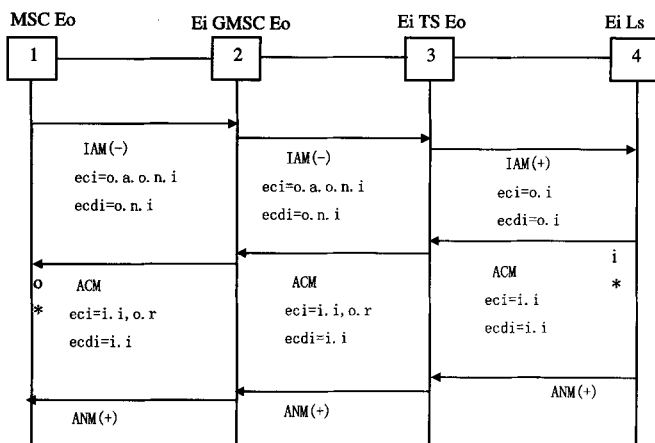 MSC Eo
Ei GMSC Eo
Ei TS Eo
Ei Ls
1
2
3
4
IAM(-)
eci=o.a.o.n.i
ecdi=o.n.i
IAM(-)
eci=o.a.o.n.i
ecdi=o.n.i
IAM(+)
eci=o.i
ecdi=o.i
o
*
ACM
eci=i.i,o.r
ecdi=i.i
ACM
eci=i.i,o.r
ecdi=i.i
ACM
eci=i.i
ecdi=i.i
i
*
ANM(+)
ANM(+)
ANM(+)